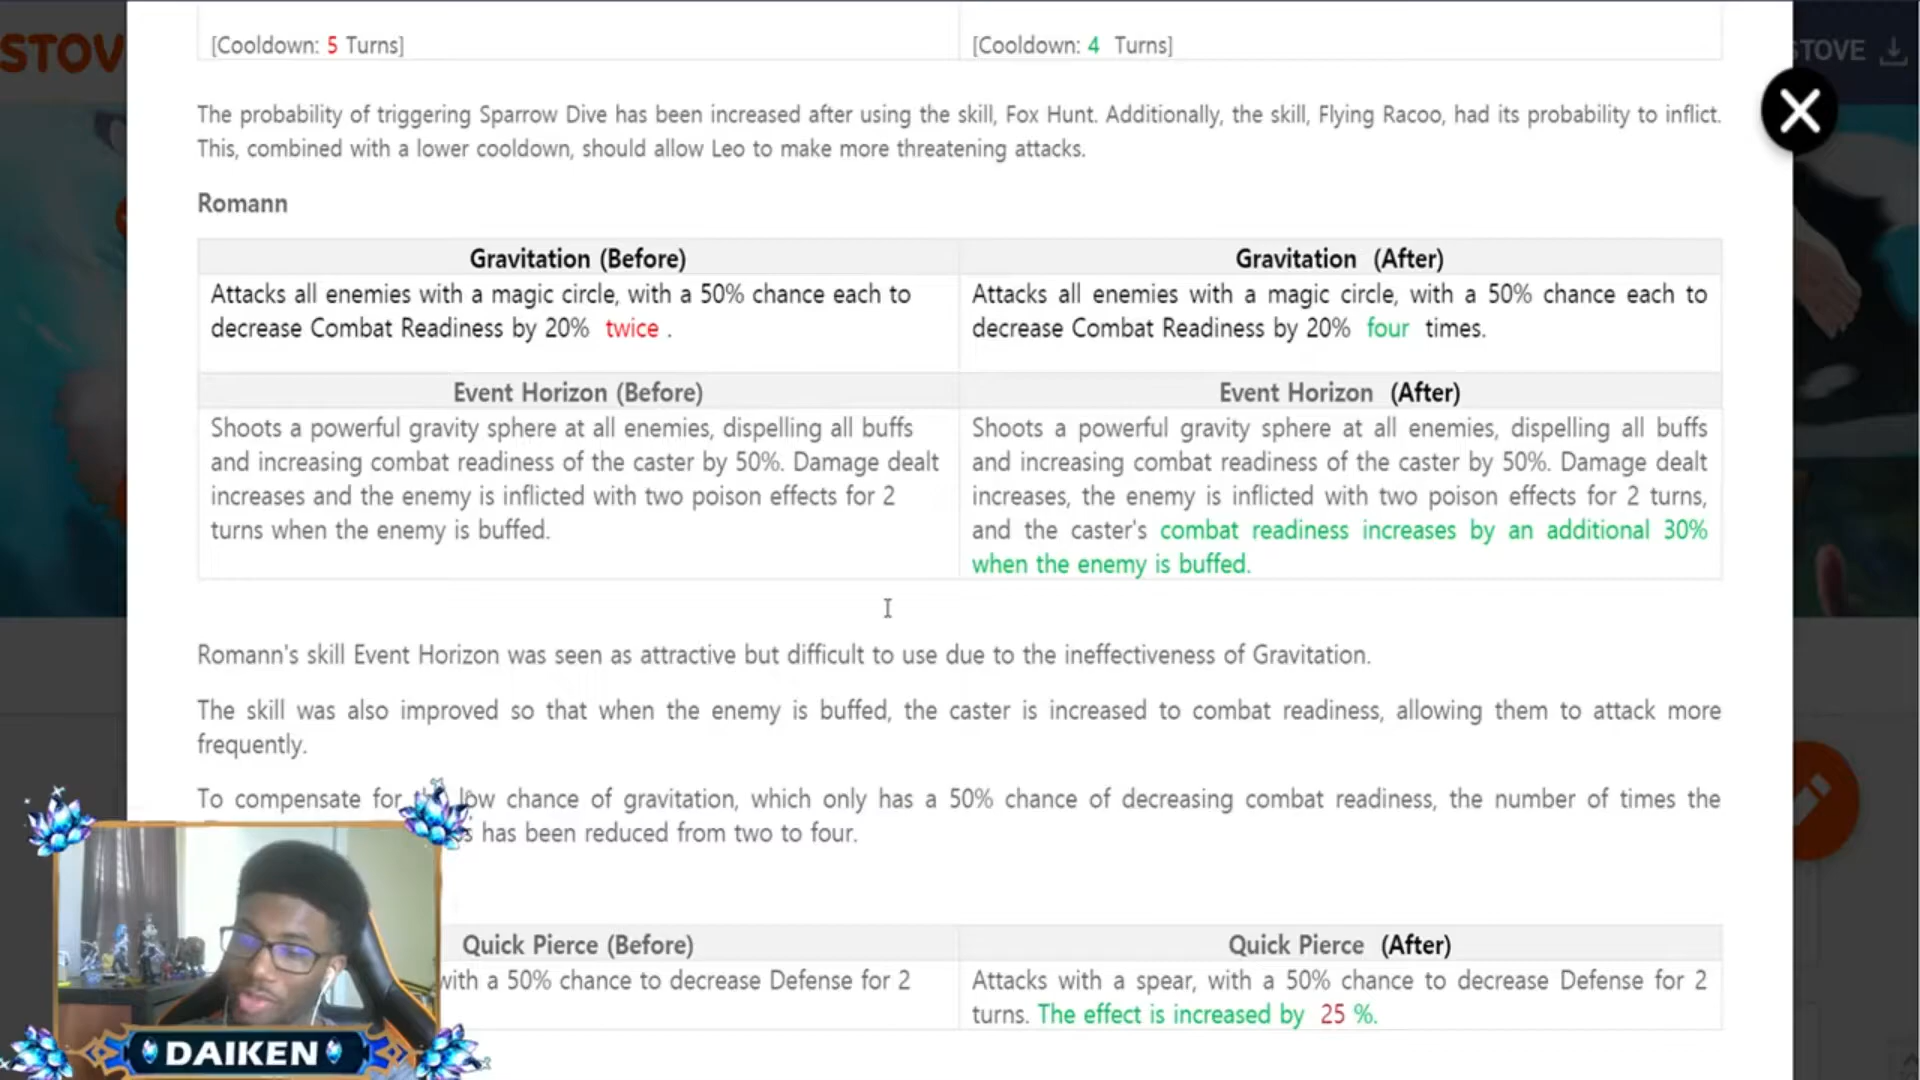 STOV
STOVE
[Cooldown: 5 Turns]
[Cooldown: 4 Turns]
The probability of triggering Sparrow Dive has been increased after using the skill, Fox Hunt. Additionally, the skill, Flying Racoo, had its probability to inflict.
This, combined with a lower cooldown, should allow Leo to make more threatening attacks.
Romann
Gravitation (Before)
Gravitation (After)
Attacks all enemies with a magic circle, with a 50% chance each to
decrease Combat Readiness by 20% twice .
Attacks all enemies with a magic circle, with a 50% chance each to
decrease Combat Readiness by 20% four times.
Event Horizon (Before)
Event Horizon (After)
Shoots a powerful gravity sphere at all enemies, dispelling all buffs
and increasing combat readiness of the caster by 50%. Damage dealt
increases and the enemy is inflicted with two poison effects for 2
turns when the enemy is buffed.
Shoots a powerful gravity sphere at all enemies, dispelling all buffs
and increasing combat readiness of the caster by 50%. Damage dealt
increases, the enemy is inflicted with two poison effects for 2 turns,
and the caster's combat readiness increases by an additional 30%
when the enemy is buffed.
Romann's skill Event Horizon was seen as attractive but difficult to use due to the ineffectiveness of Gravitation.
The skill was also improved so that when the enemy is buffed, the caster is increased to combat readiness, allowing them to attack more
frequently.
To compensate for low chance of gravitation, which only has a 50% chance of decreasing combat readiness, the number of times the
has been reduced from two to four.
Quick Pierce (Before)
Quick Pierce (After)
with a 50% chance to decrease Defense for 2
Attacks with a spear, with a 50% chance to decrease Defense for 2
turns. The effect is increased by 25 %.
DAIKEN